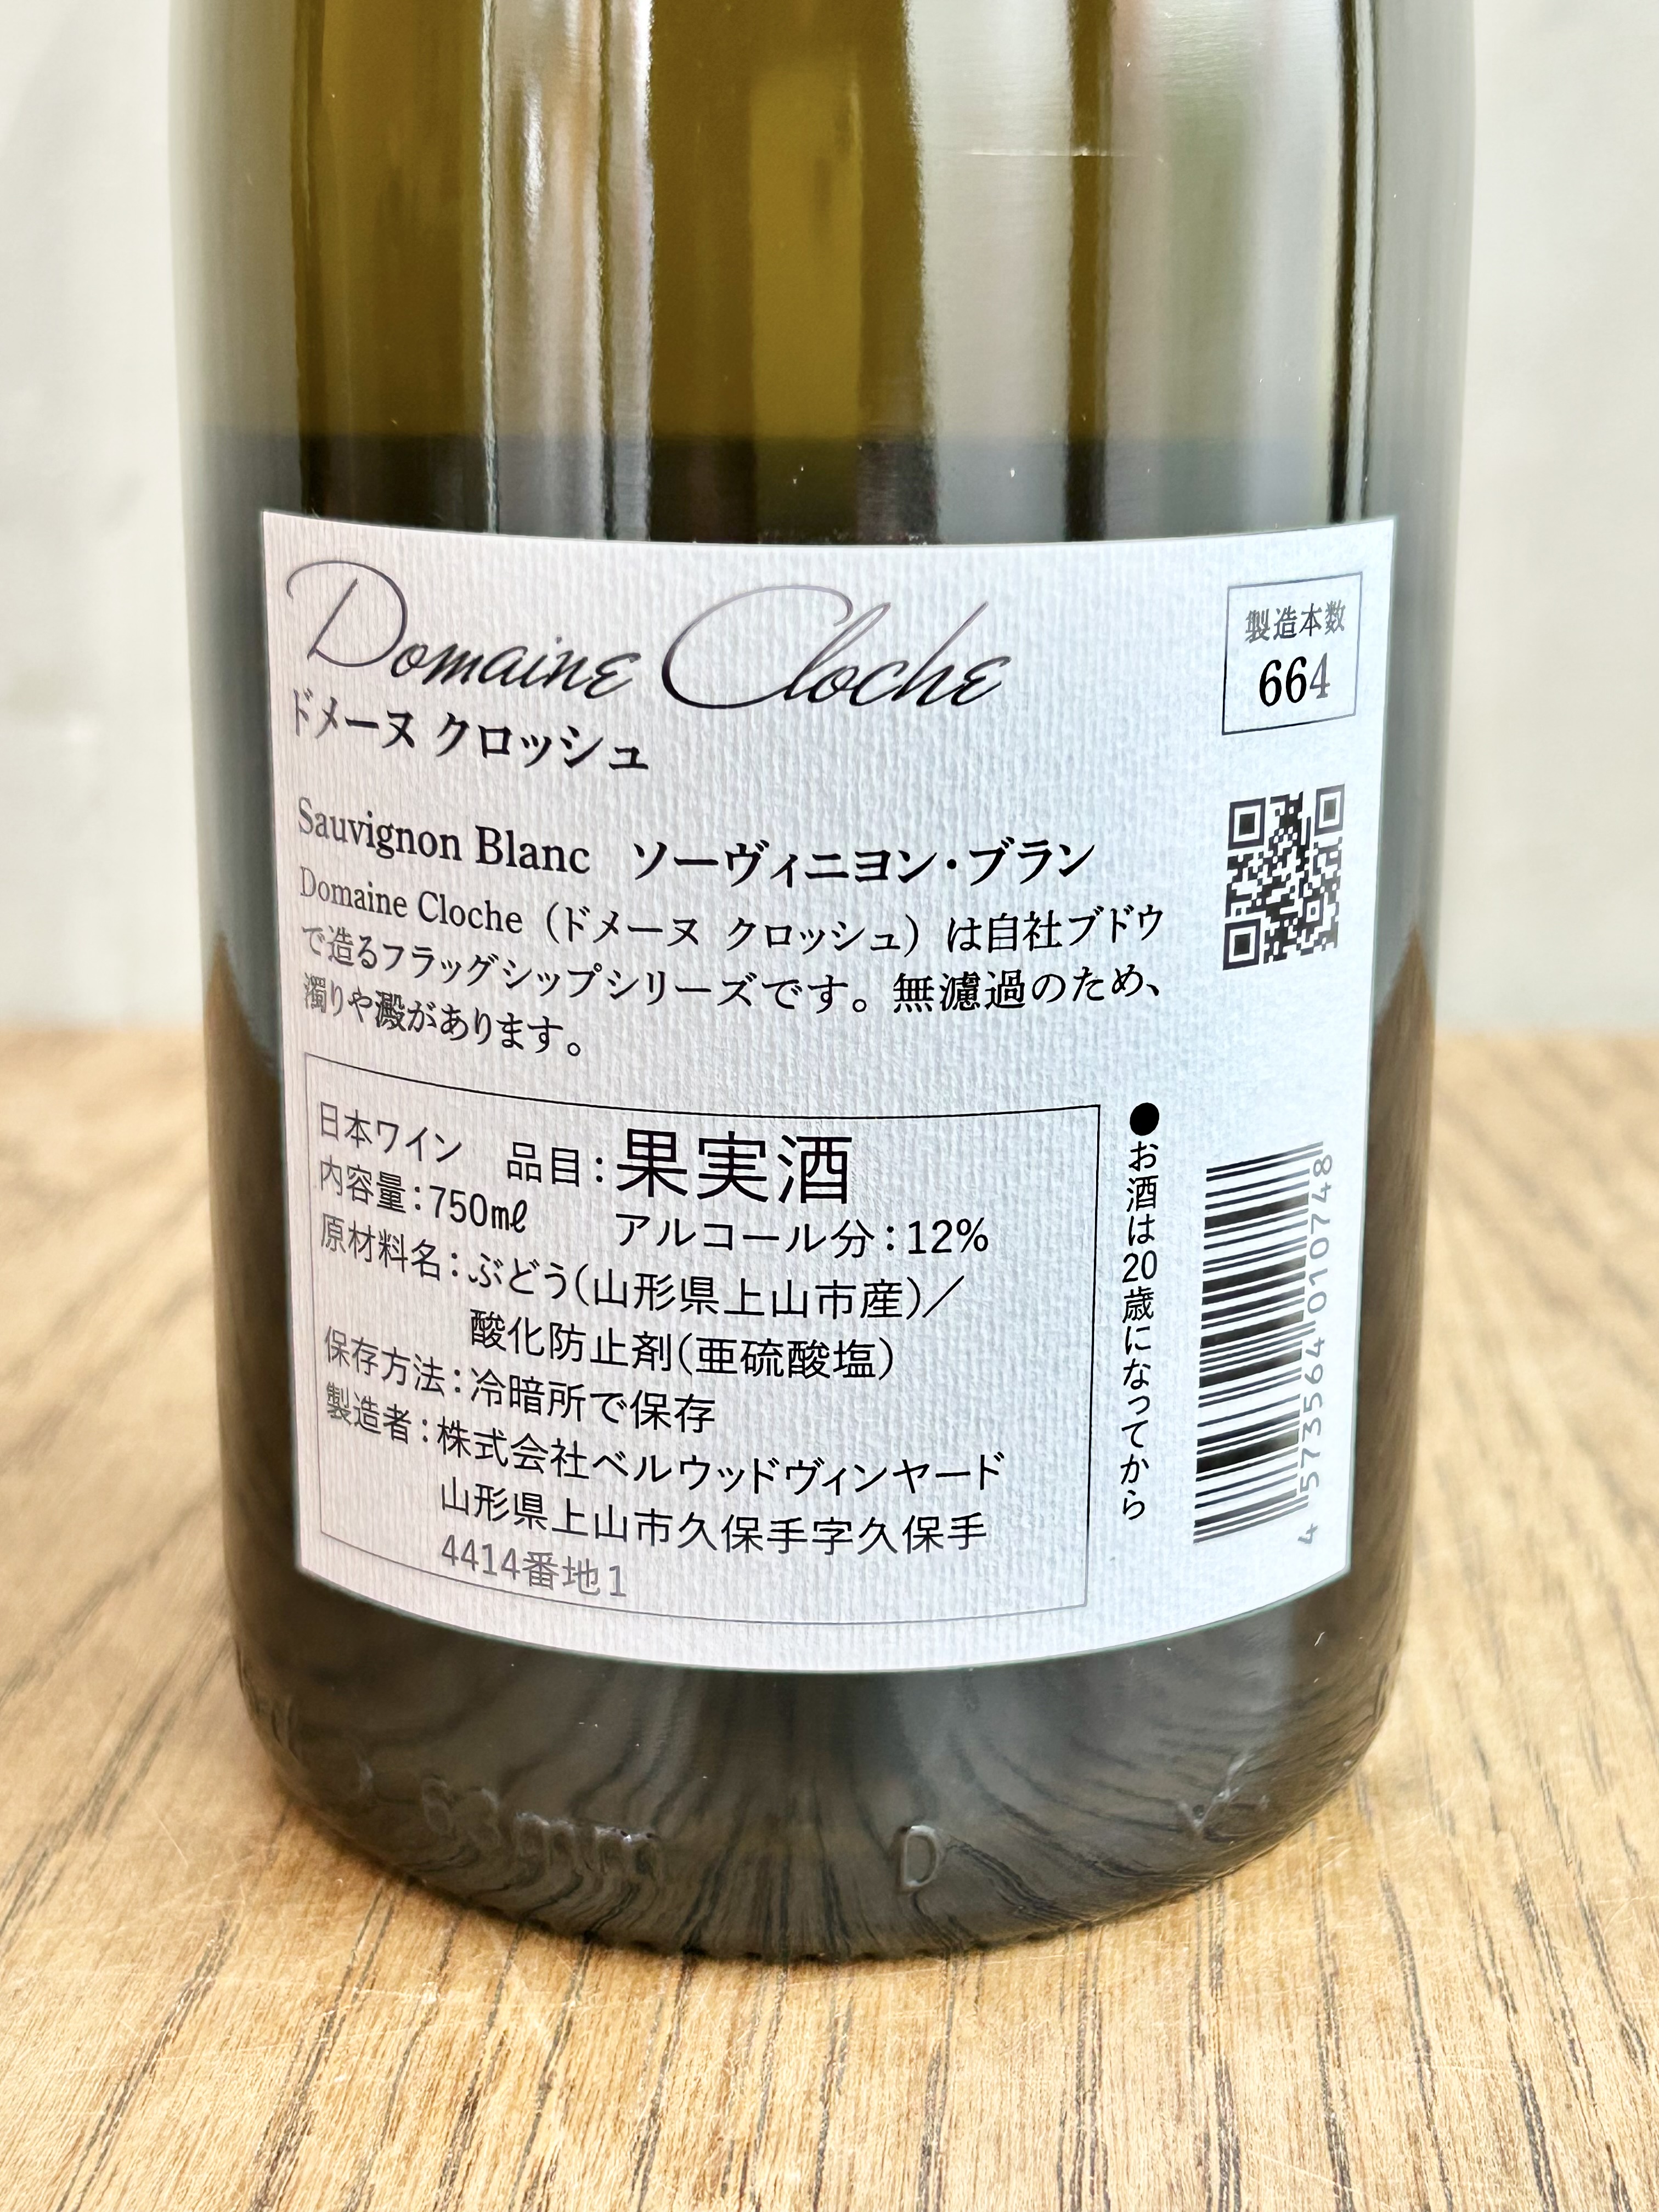 Domaine Cloche
ドメーヌ クロッシュ
製造本数
664
Sauvignon Blanc ソーヴィニヨン・ブラン
Domaine Cloche（ドメーヌ クロッシュ）は自社ブドウ
で造るフラッグシップシリーズです。無濾過のため、
濁りや澱があります。
日本ワイン 品目：果実酒
内容量：750㎖ アルコール分：12%
原材料名：ぶどう(山形県上山市産)／
酸化防止剤(亜硫酸塩)
保存方法：冷暗所で保存
製造者：株式会社ベルウッドヴィンヤード
山形県上山市久保手字久保手
4414番地1
●お酒は20歳になってから
4 573564 010748
63mm
D